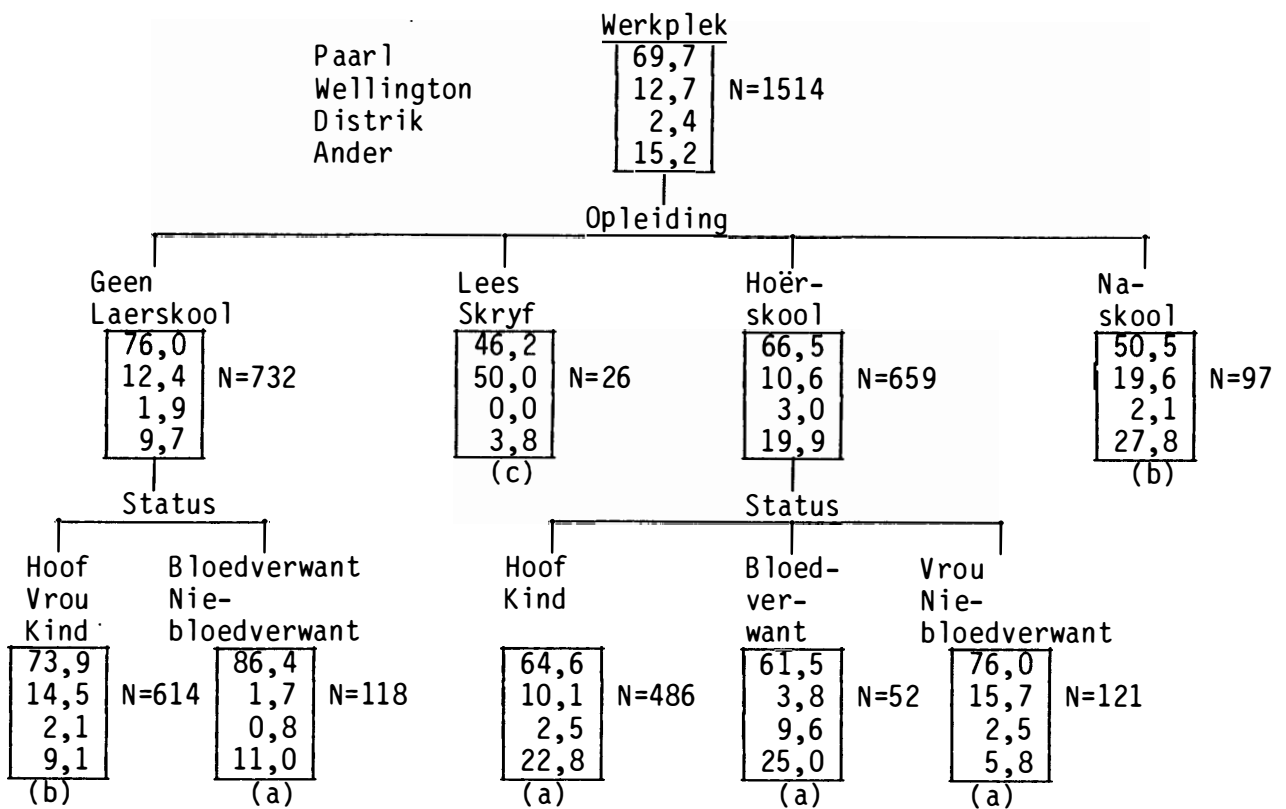 Werkplek
Paarl 69,7
Wellington 12,7 N=1514
Distrik 2,4
Ander 15,2
Opleiding
Geen Lees Hoër- Na-
Laerskool Skryf skool skool
76,0 46,2 66,5 50,5
12,4 N=732 50,0 N=26 10,6 N=659 19,6 N=97
1,9 0,0 3,0 2,1
9,7 3,8 19,9 27,8
(c) (b)
Status Status
Hoof Bloedverwant Hoof Bloed- Vrou
Vrou Nie- Kind ver- Nie-
Kind bloedverwant want bloedverwant
73,9 86,4 64,6 61,5 76,0
14,5 N=614 1,7 N=118 10,1 N=486 3,8 N=52 15,7 N=121
2,1 0,8 2,5 9,6 2,5
9,1 11,0 22,8 25,0 5,8
(b) (a) (a) (a) (a)